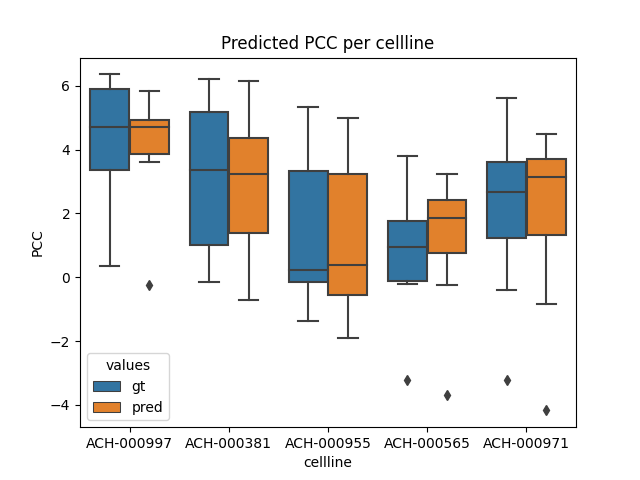 Predicted PCC per cellline
PCC
6
4
2
0
−2
−4
values
gt
pred
ACH-000997 ACH-000381 ACH-000955 ACH-000565 ACH-000971
cellline